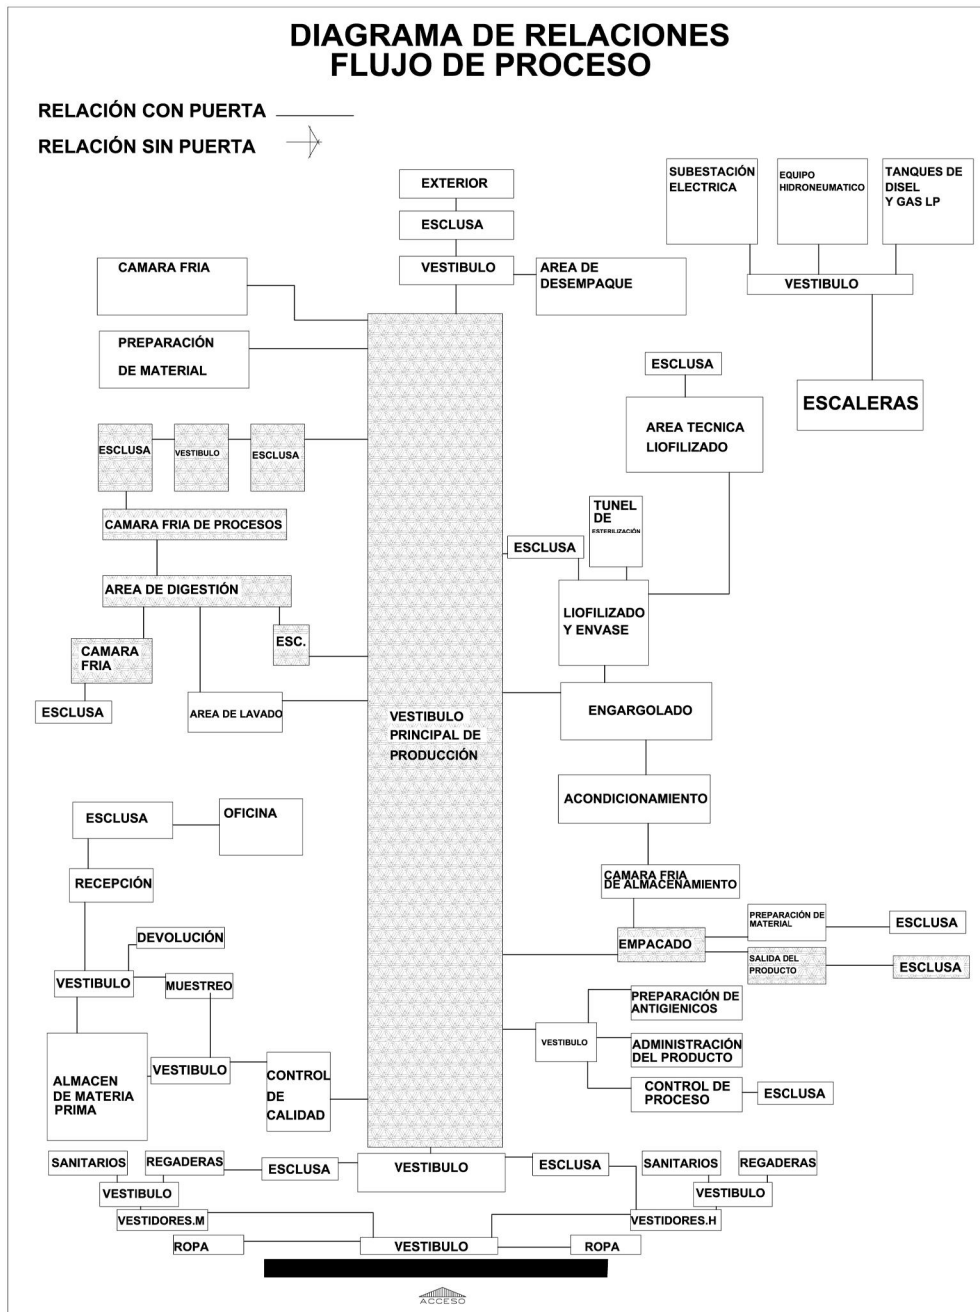 DIAGRAMA DE RELACIONES
FLUJO DE PROCESO
RELACIÓN CON PUERTA
RELACIÓN SIN PUERTA
EXTERIOR
ESCLUSA
VESTIBULO
AREA DE
DESEMPAQUE
SUBESTACIÓN
ELECTRICA
EQUIPO
HIDRONEUMATICO
TANQUES DE
DISEL
Y GAS LP
VESTIBULO
ESCALERAS
CAMARA FRIA
PREPARACIÓN
DE MATERIAL
ESCLUSA
VESTIBULO
ESCLUSA
CAMARA FRIA DE PROCESOS
AREA DE DIGESTIÓN
CAMARA
FRIA
ESC.
ESCLUSA
AREA DE LAVADO
VESTIBULO
PRINCIPAL DE
PRODUCCIÓN
ESCLUSA
AREA TECNICA
LIOFILIZADO
TUNEL
DE
ESTERILIZACIÓN
ESCLUSA
LIOFILIZADO
Y ENVASE
ENGARGOLADO
ACONDICIONAMIENTO
CAMARA FRIA
DE ALMACENAMIENTO
EMPACADO
PREPARACIÓN DE
MATERIAL
ESCLUSA
SALIDA DEL
PRODUCTO
ESCLUSA
ESCLUSA
OFICINA
RECEPCIÓN
DEVOLUCIÓN
VESTIBULO
MUESTREO
ALMACEN
DE MATERIA
PRIMA
VESTIBULO
CONTROL
DE
CALIDAD
VESTIBULO
PREPARACIÓN DE
ANTIGIENICOS
ADMINISTRACIÓN
DEL PRODUCTO
CONTROL DE
PROCESO
ESCLUSA
SANITARIOS
REGADERAS
ESCLUSA
VESTIBULO
ESCLUSA
SANITARIOS
REGADERAS
VESTIBULO
VESTIBULO
VESTIDORES.M
VESTIDORES.H
ROPA
VESTIBULO
ROPA
ACCESO